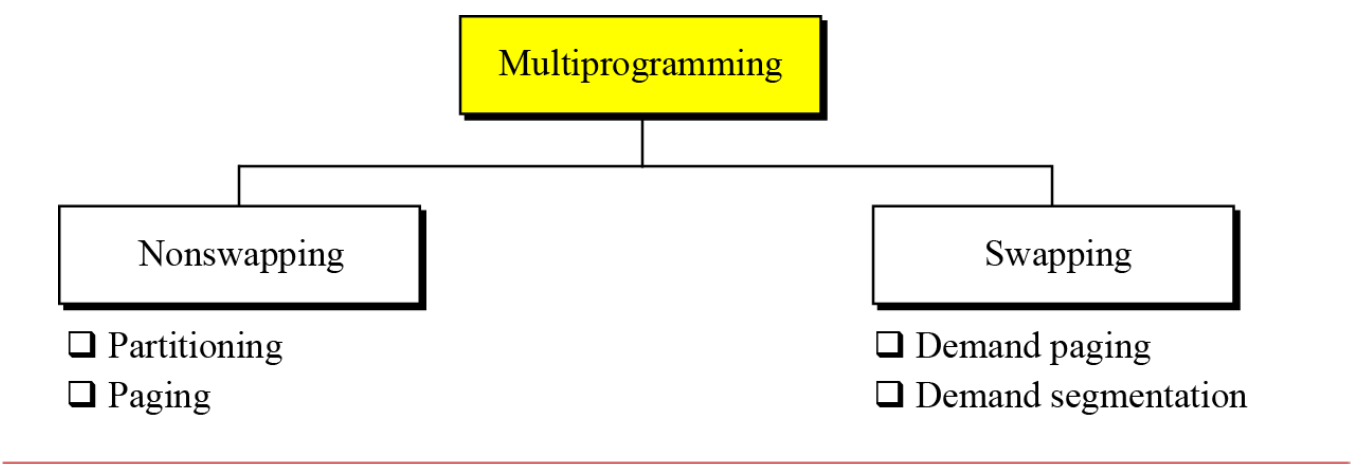 Multiprogramming
Nonswapping
Swapping
❑ Partitioning
❑ Paging
❑ Demand paging
❑ Demand segmentation